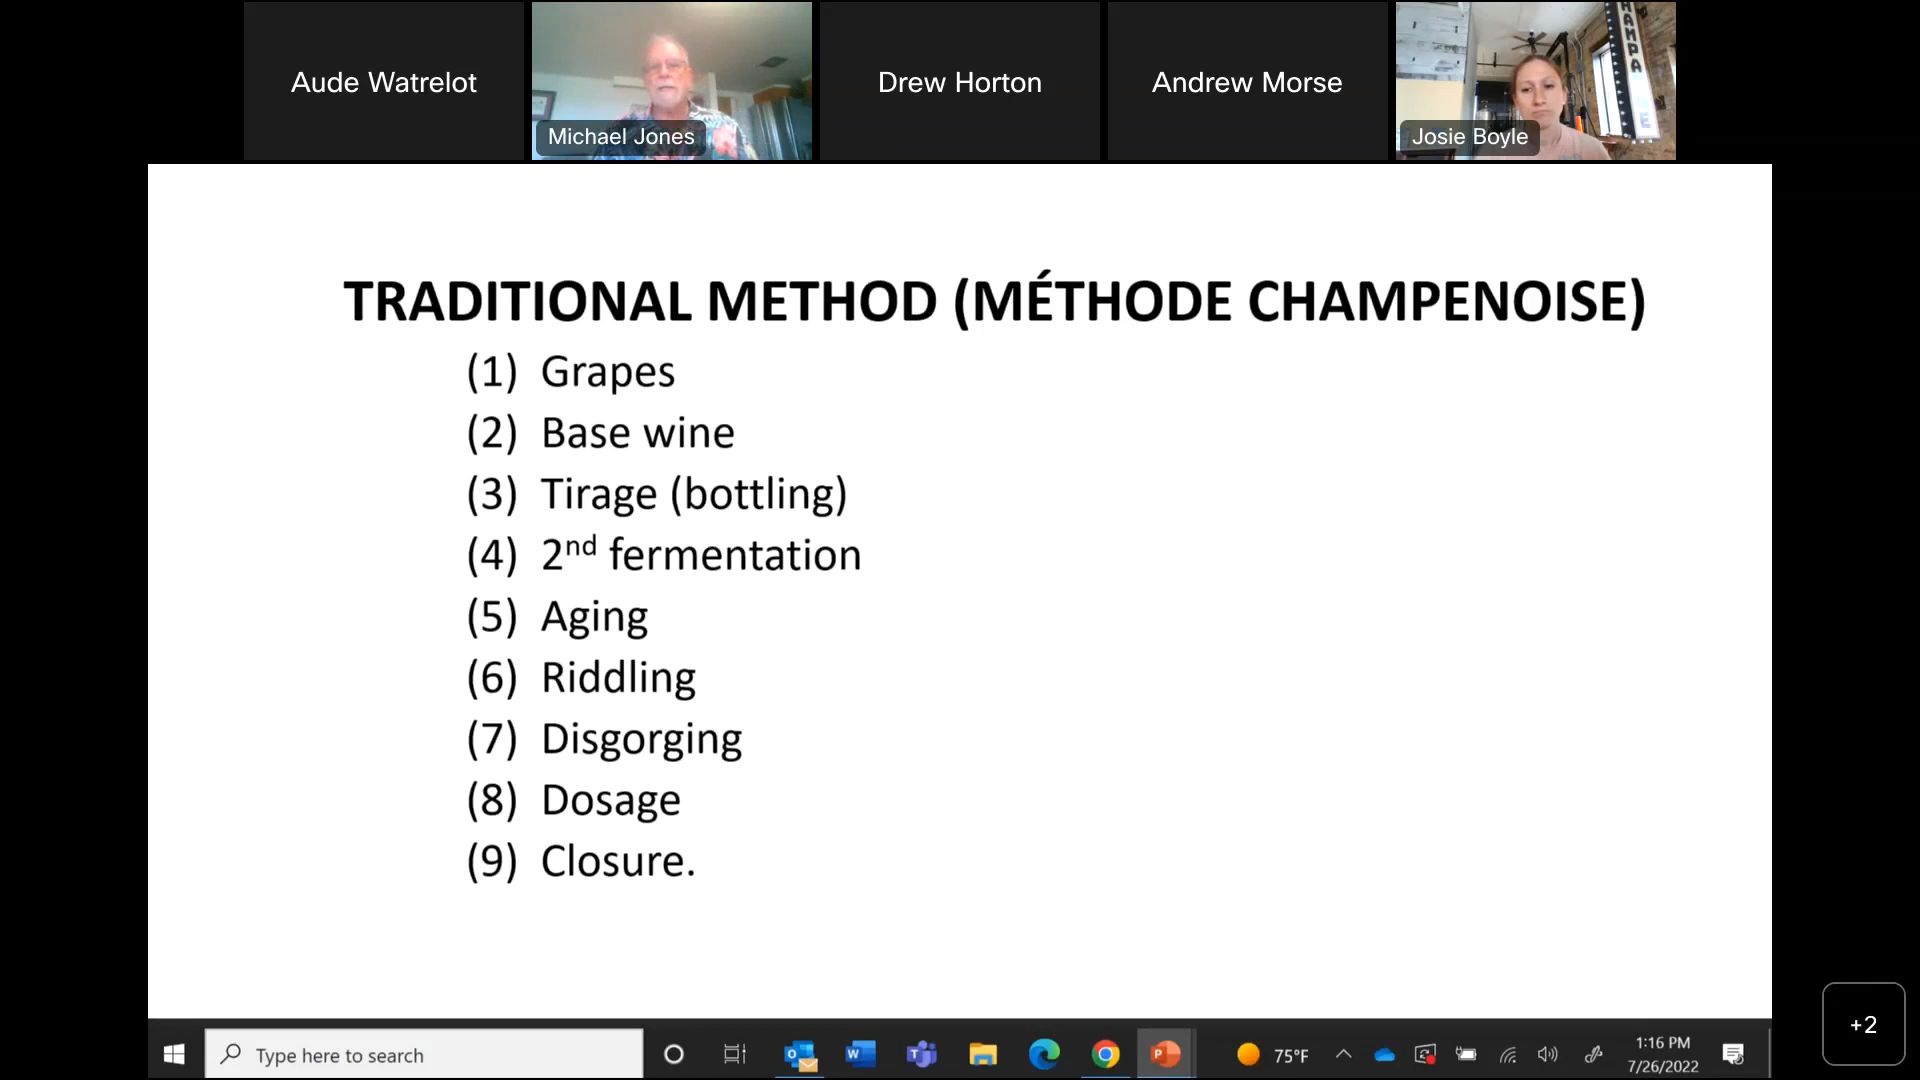 Aude Watrelot
Michael Jones
Drew Horton
Andrew Morse
Josie Boyle
HAMPA
NE
TRADITIONAL METHOD (MÉTHODE CHAMPENOISE)
(1) Grapes
(2) Base wine
(3) Tirage (bottling)
(4) 2nd fermentation
(5) Aging
(6) Riddling
(7) Disgorging
(8) Dosage
(9) Closure.
+2
Type here to search
75°F
1:16 PM
7/26/2022